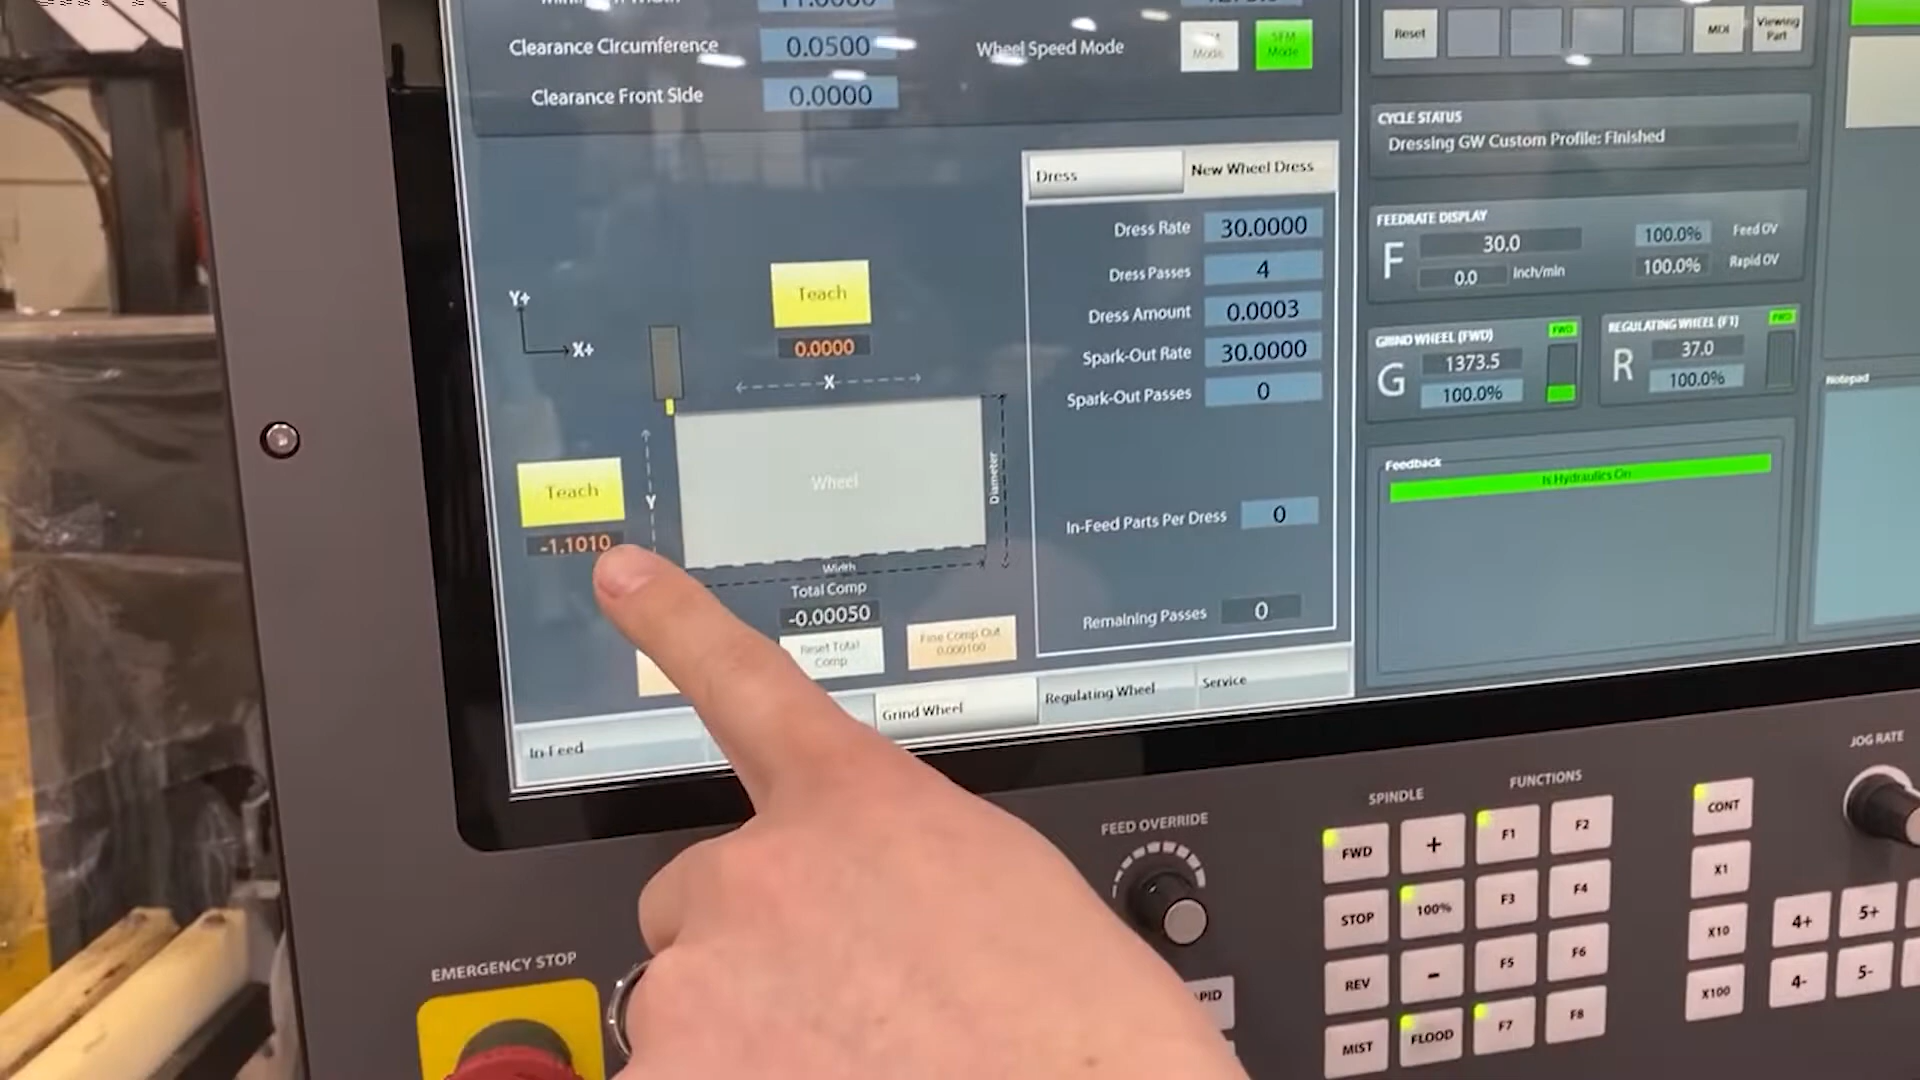 Clearance Circumference
0.0500
Clearance Front Side
0.0000
Wheel Speed Mode
Mode
SFM Mode
Teach
0.0000
Y+
X+
X
Teach
-1.1010
Y
Wheel
Diameter
Width
Total Comp
-0.00050
Reset Total Comp
Fine Comp Out
0.000100
Dress
New Wheel Dress
Dress Rate
30.0000
Dress Passes
4
Dress Amount
0.0003
Spark-Out Rate
30.0000
Spark-Out Passes
0
In-Feed Parts Per Dress
0
Remaining Passes
0
In-Feed
Grind Wheel
Regulating Wheel
Service
Reset
MDI
Viewing Part
CYCLE STATUS
Dressing GW Custom Profile: Finished
FEEDRATE DISPLAY
F
30.0
100.0%
Feed OV
0.0
Inch/min
100.0%
Rapid OV
GRIND WHEEL (FWD)
FWD
G
1373.5
100.0%
REGULATING WHEEL (F1)
FWD
R
37.0
100.0%
Feedback
Is Hydraulics On
Notepad
EMERGENCY STOP
FEED OVERRIDE
SPINDLE
FUNCTIONS
JOG RATE
FWD
+
F1
F2
CONT
STOP
100%
F3
F4
X1
REV
-
F5
F6
X10
4+
5+
MIST
FLOOD
F7
F8
X100
4-
5-